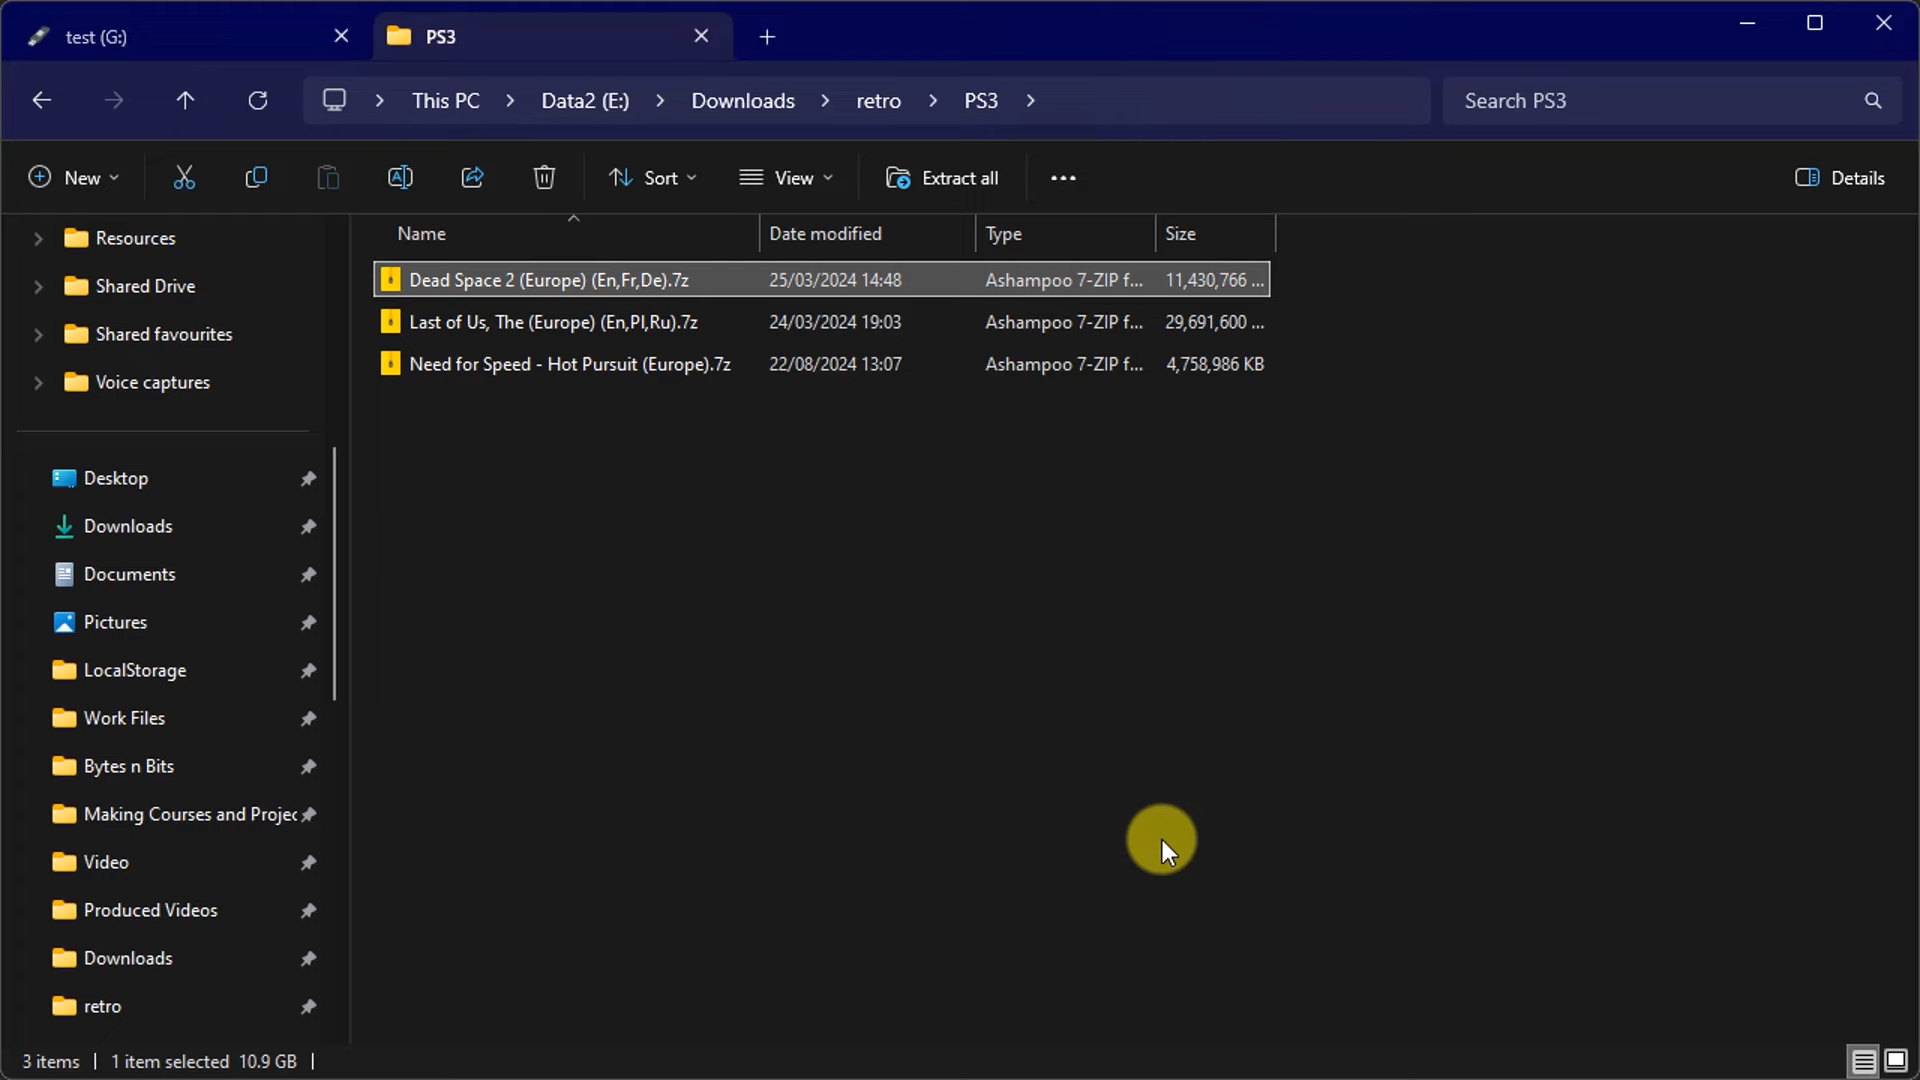 test (G:)
PS3
This PC
Data2 (E:)
Downloads
retro
PS3
Search PS3
New
Sort
View
Extract all
Details
Name
Date modified
Type
Size
Dead Space 2 (Europe) (En,Fr,De).7z
25/03/2024 14:48
Ashampoo 7-ZIP f...
11,430,766 ...
Last of Us, The (Europe) (En,Pl,Ru).7z
24/03/2024 19:03
Ashampoo 7-ZIP f...
29,691,600 ...
Need for Speed - Hot Pursuit (Europe).7z
22/08/2024 13:07
Ashampoo 7-ZIP f...
4,758,986 KB
Resources
Shared Drive
Shared favourites
Voice captures
Desktop
Downloads
Documents
Pictures
LocalStorage
Work Files
Bytes n Bits
Making Courses and Projec
Video
Produced Videos
Downloads
retro
3 items
1 item selected 10.9 GB